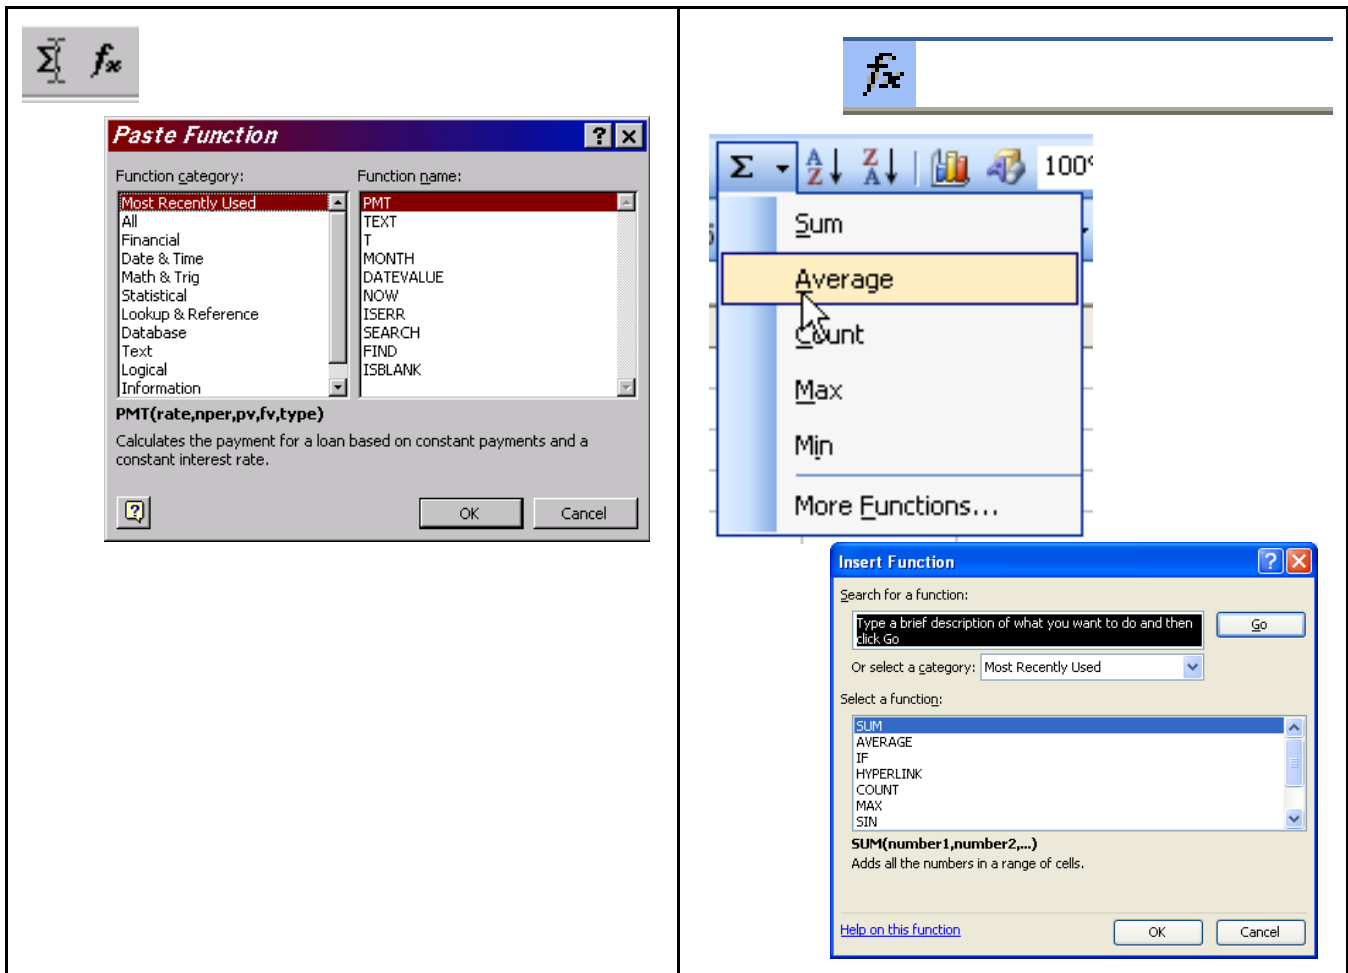 Σ fx
Paste Function
Function category:
Function name:
Most Recently Used
All
Financial
Date & Time
Math & Trig
Statistical
Lookup & Reference
Database
Text
Logical
Information
PMT
TEXT
T
MONTH
DATEVALUE
NOW
ISERR
SEARCH
FIND
ISBLANK
PMT(rate,nper,pv,fv,type)
Calculates the payment for a loan based on constant payments and a
constant interest rate.
OK
Cancel
fx
Σ A Z Z A 100%
Sum
Average
Count
Max
Min
More Functions...
Insert Function
Search for a function:
Type a brief description of what you want to do and then
click Go
Go
Or select a category: Most Recently Used
Select a function:
SUM
AVERAGE
IF
HYPERLINK
COUNT
MAX
SIN
SUM(number1,number2,...)
Adds all the numbers in a range of cells.
Help on this function
OK
Cancel